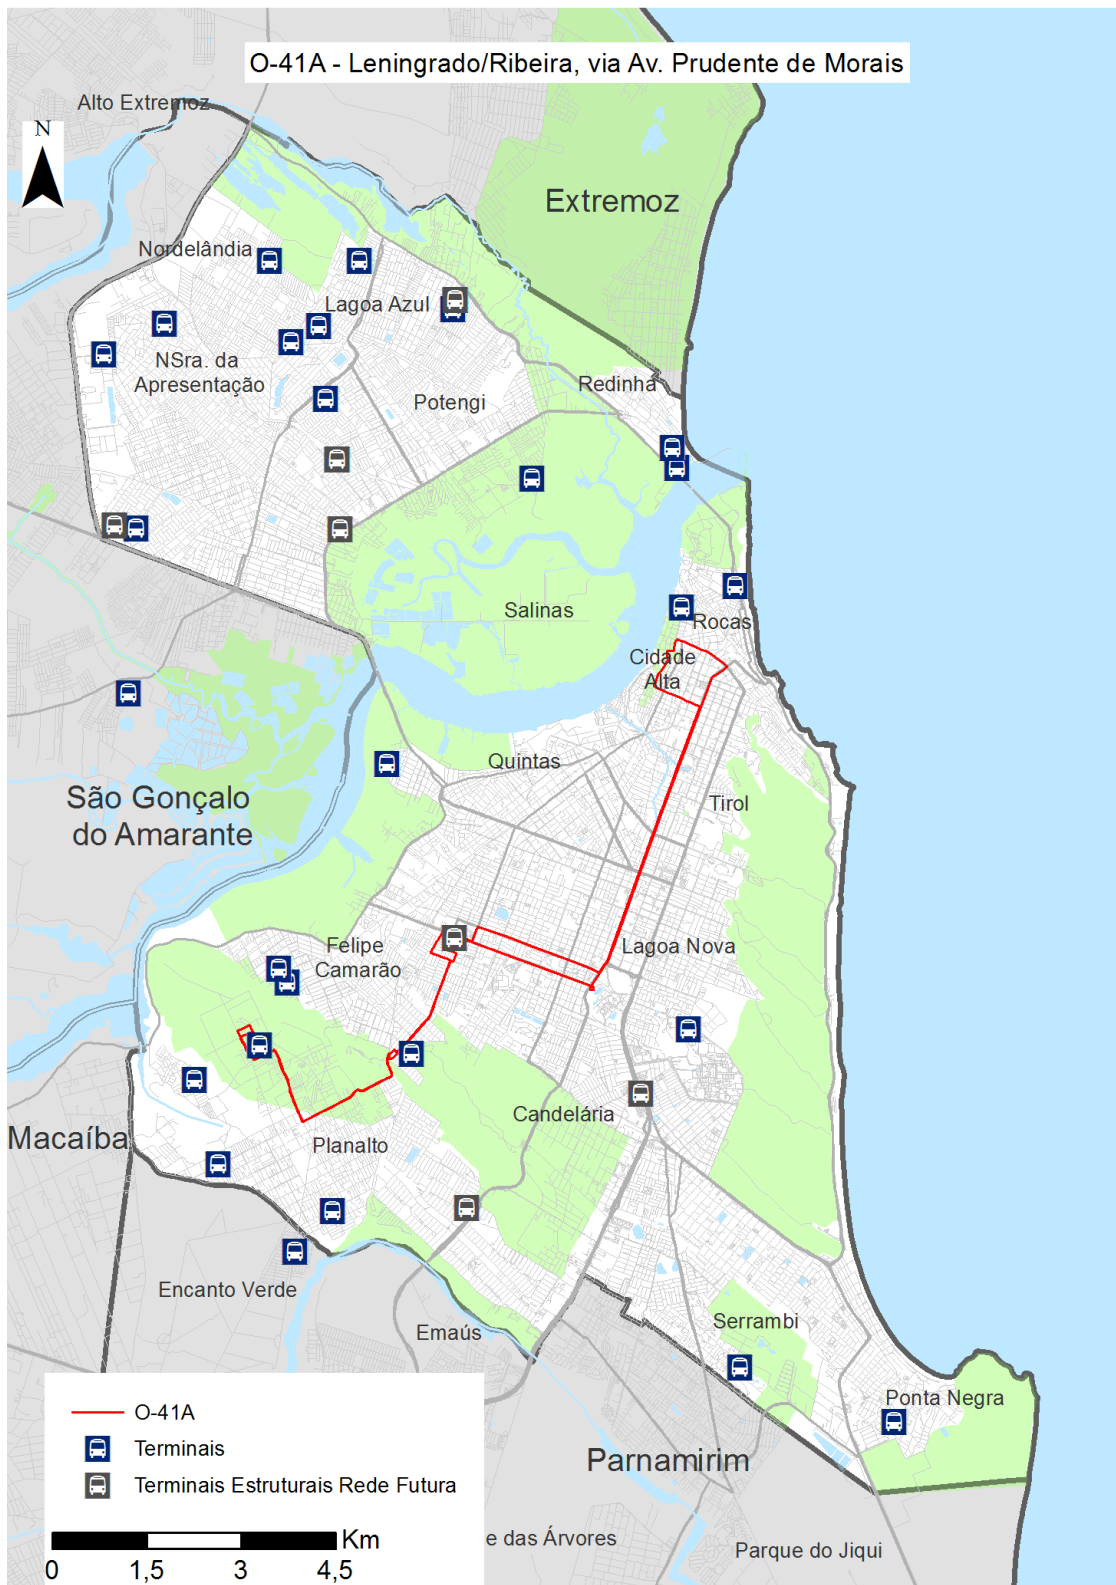 O-41A - Leningrado/Ribeira, via Av. Prudente de Morais
Alto Extremoz
N
Extremoz
Nordelândia
Lagoa Azul
NSra. da
Apresentação
Redinha
Potengi
Salinas
Rocas
Cidade
Alta
Quintas
São Gonçalo
do Amarante
Tirol
Felipe
Camarão
Lagoa Nova
Candelária
Macaíba
Planalto
Encanto Verde
Emaús
Serrambi
Ponta Negra
Parnamirim
e das Árvores
Parque do Jiqui
O-41A
Terminais
Terminais Estruturais Rede Futura
Km
0 1,5 3 4,5